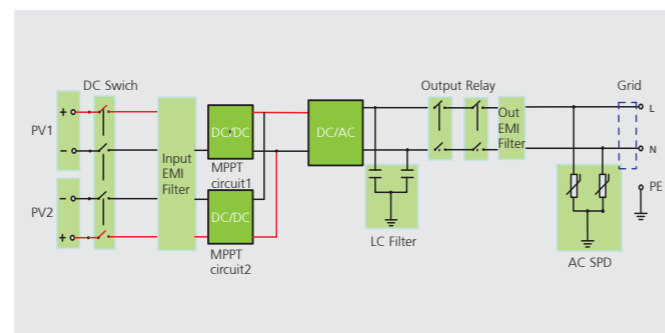 DC Swich
Output Relay
Grid
+
PV1
−
Input
EMI
Filter
DC/DC
MPPT
circuit1
DC/AC
Out
EMI
Filter
L
N
−
PV2
+
DC/DC
MPPT
circuit2
LC Filter
PE
AC SPD